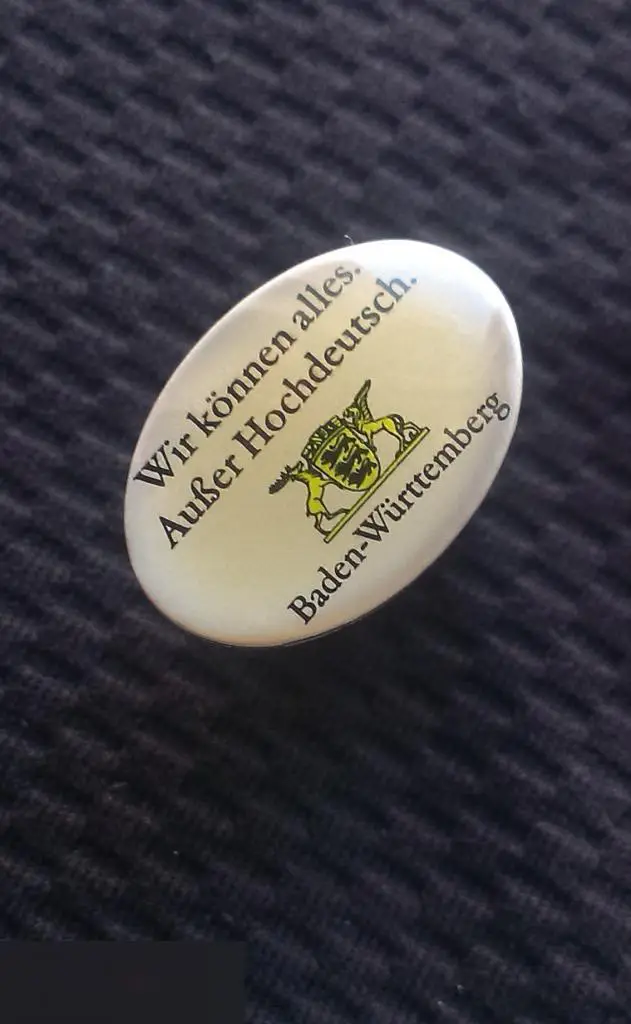 Wir können alles.
Außer Hochdeutsch.
Baden-Württemberg